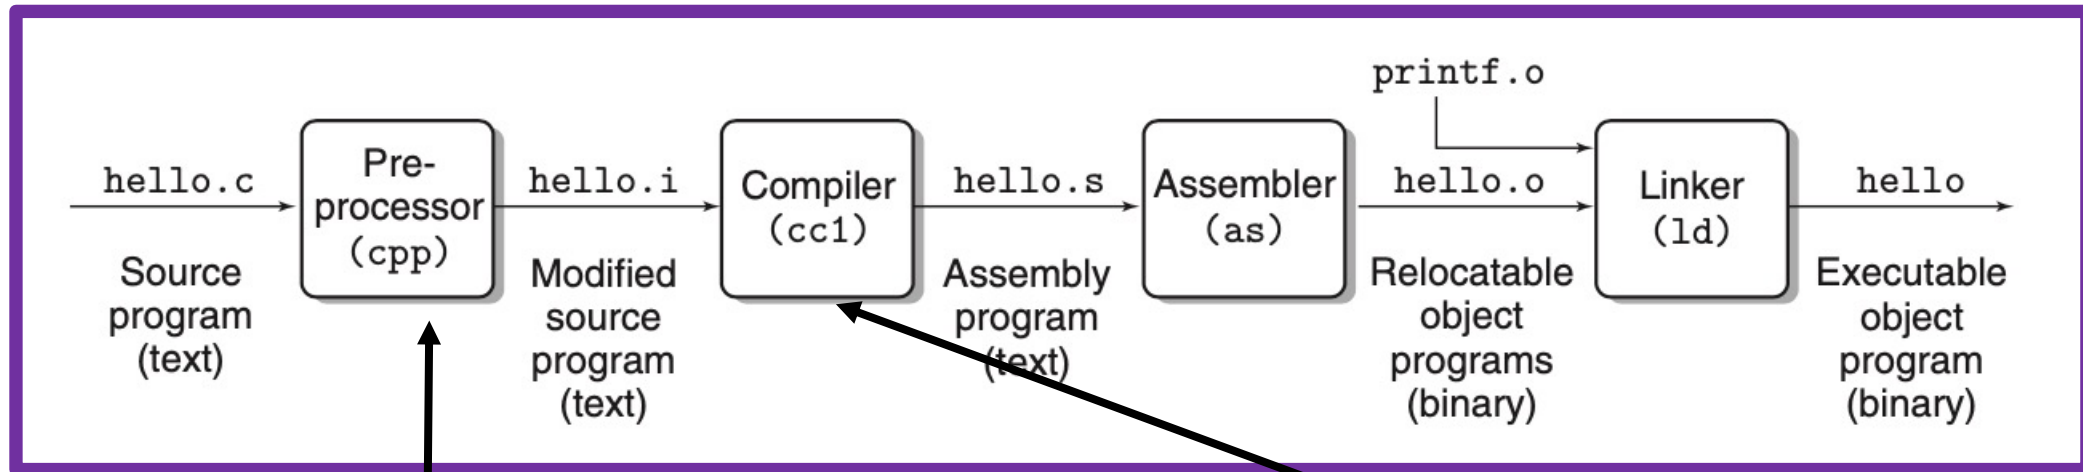 printf.o
hello.c
Pre-
processor
(cpp)
hello.i
Compiler
(cc1)
hello.s
Assembler
(as)
hello.o
Linker
(ld)
hello
Source
program
(text)
Modified
source
program
(text)
Assembly
program
(text)
Relocatable
object
programs
(binary)
Executable
object
program
(binary)